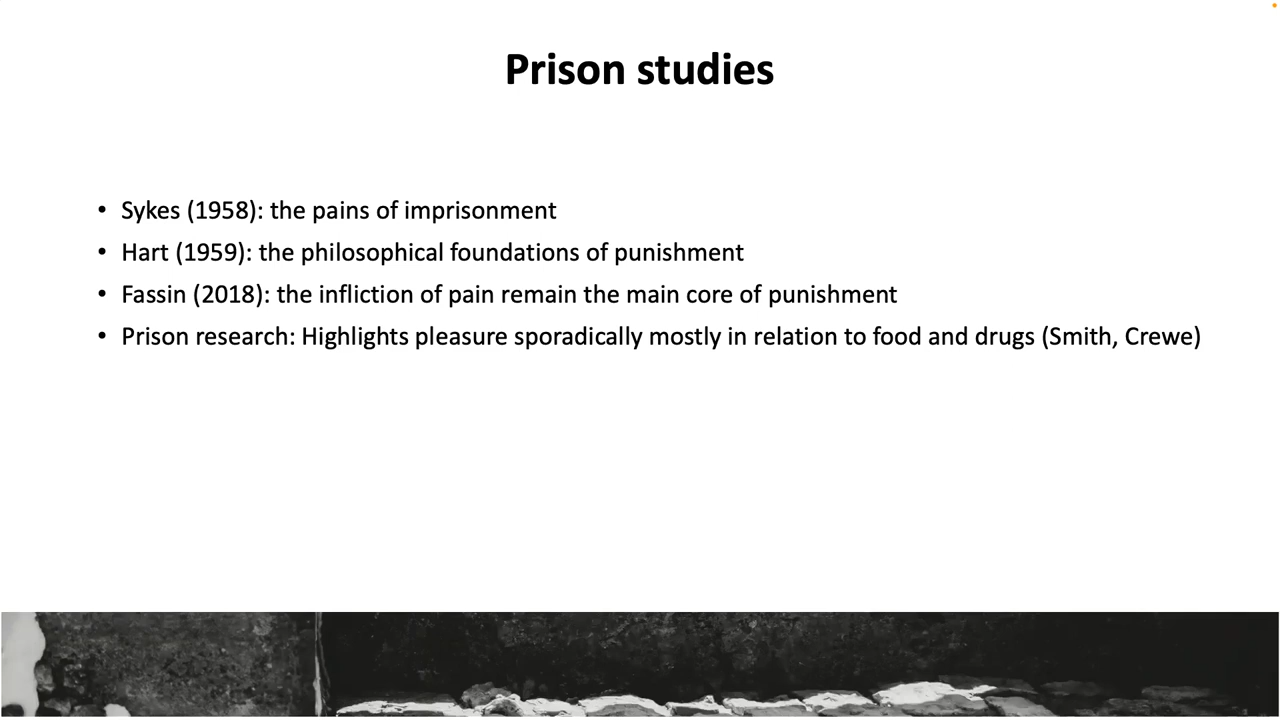 Prison studies
• Sykes (1958): the pains of imprisonment
• Hart (1959): the philosophical foundations of punishment
• Fassin (2018): the infliction of pain remain the main core of punishment
• Prison research: Highlights pleasure sporadically mostly in relation to food and drugs (Smith, Crewe)